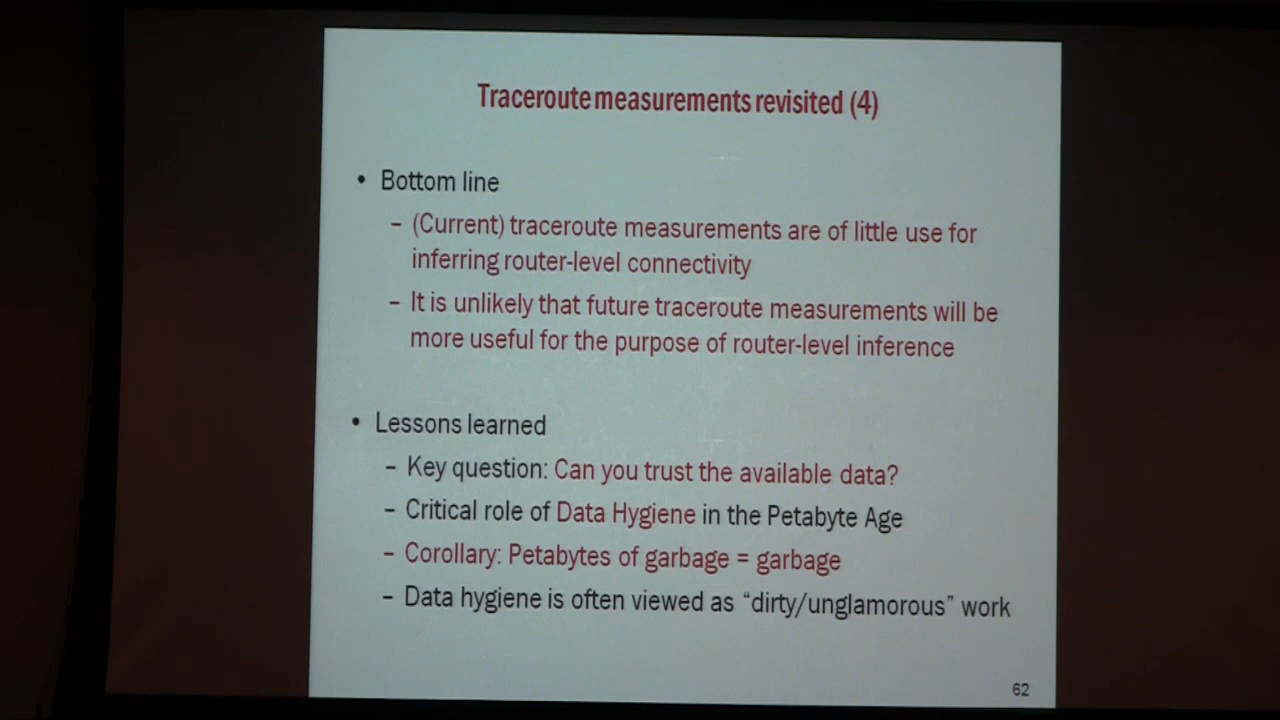 Traceroute measurements revisited (4)
• Bottom line
– (Current) traceroute measurements are of little use for
inferring router-level connectivity
– It is unlikely that future traceroute measurements will be
more useful for the purpose of router-level inference
• Lessons learned
– Key question: Can you trust the available data?
– Critical role of Data Hygiene in the Petabyte Age
– Corollary: Petabytes of garbage = garbage
– Data hygiene is often viewed as “dirty/unglamorous” work
62